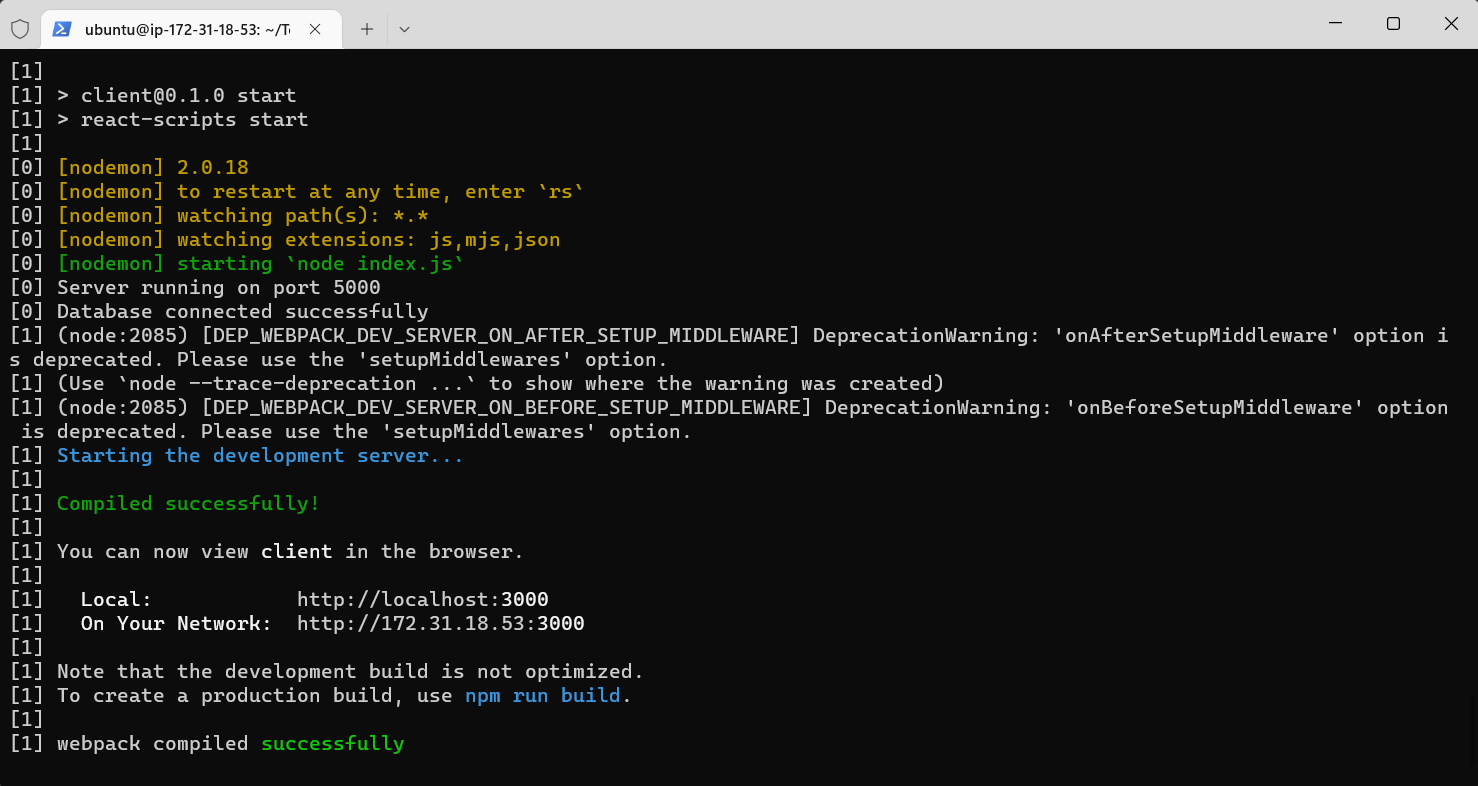 ubuntu@ip-172-31-18-53: ~/T
[1]
[1] > client@0.1.0 start
[1] > react-scripts start
[1]
[0] [nodemon] 2.0.18
[0] [nodemon] to restart at any time, enter `rs`
[0] [nodemon] watching path(s): *.*
[0] [nodemon] watching extensions: js,mjs,json
[0] [nodemon] starting `node index.js`
[0] Server running on port 5000
[0] Database connected successfully
[1] (node:2085) [DEP_WEBPACK_DEV_SERVER_ON_AFTER_SETUP_MIDDLEWARE] DeprecationWarning: 'onAfterSetupMiddleware' option i
s deprecated. Please use the 'setupMiddlewares' option.
[1] (Use `node --trace-deprecation ...` to show where the warning was created)
[1] (node:2085) [DEP_WEBPACK_DEV_SERVER_ON_BEFORE_SETUP_MIDDLEWARE] DeprecationWarning: 'onBeforeSetupMiddleware' option
 is deprecated. Please use the 'setupMiddlewares' option.
[1] Starting the development server...
[1]
[1] Compiled successfully!
[1]
[1] You can now view client in the browser.
[1]
[1]   Local:            http://localhost:3000
[1]   On Your Network:  http://172.31.18.53:3000
[1]
[1] Note that the development build is not optimized.
[1] To create a production build, use npm run build.
[1]
[1] webpack compiled successfully